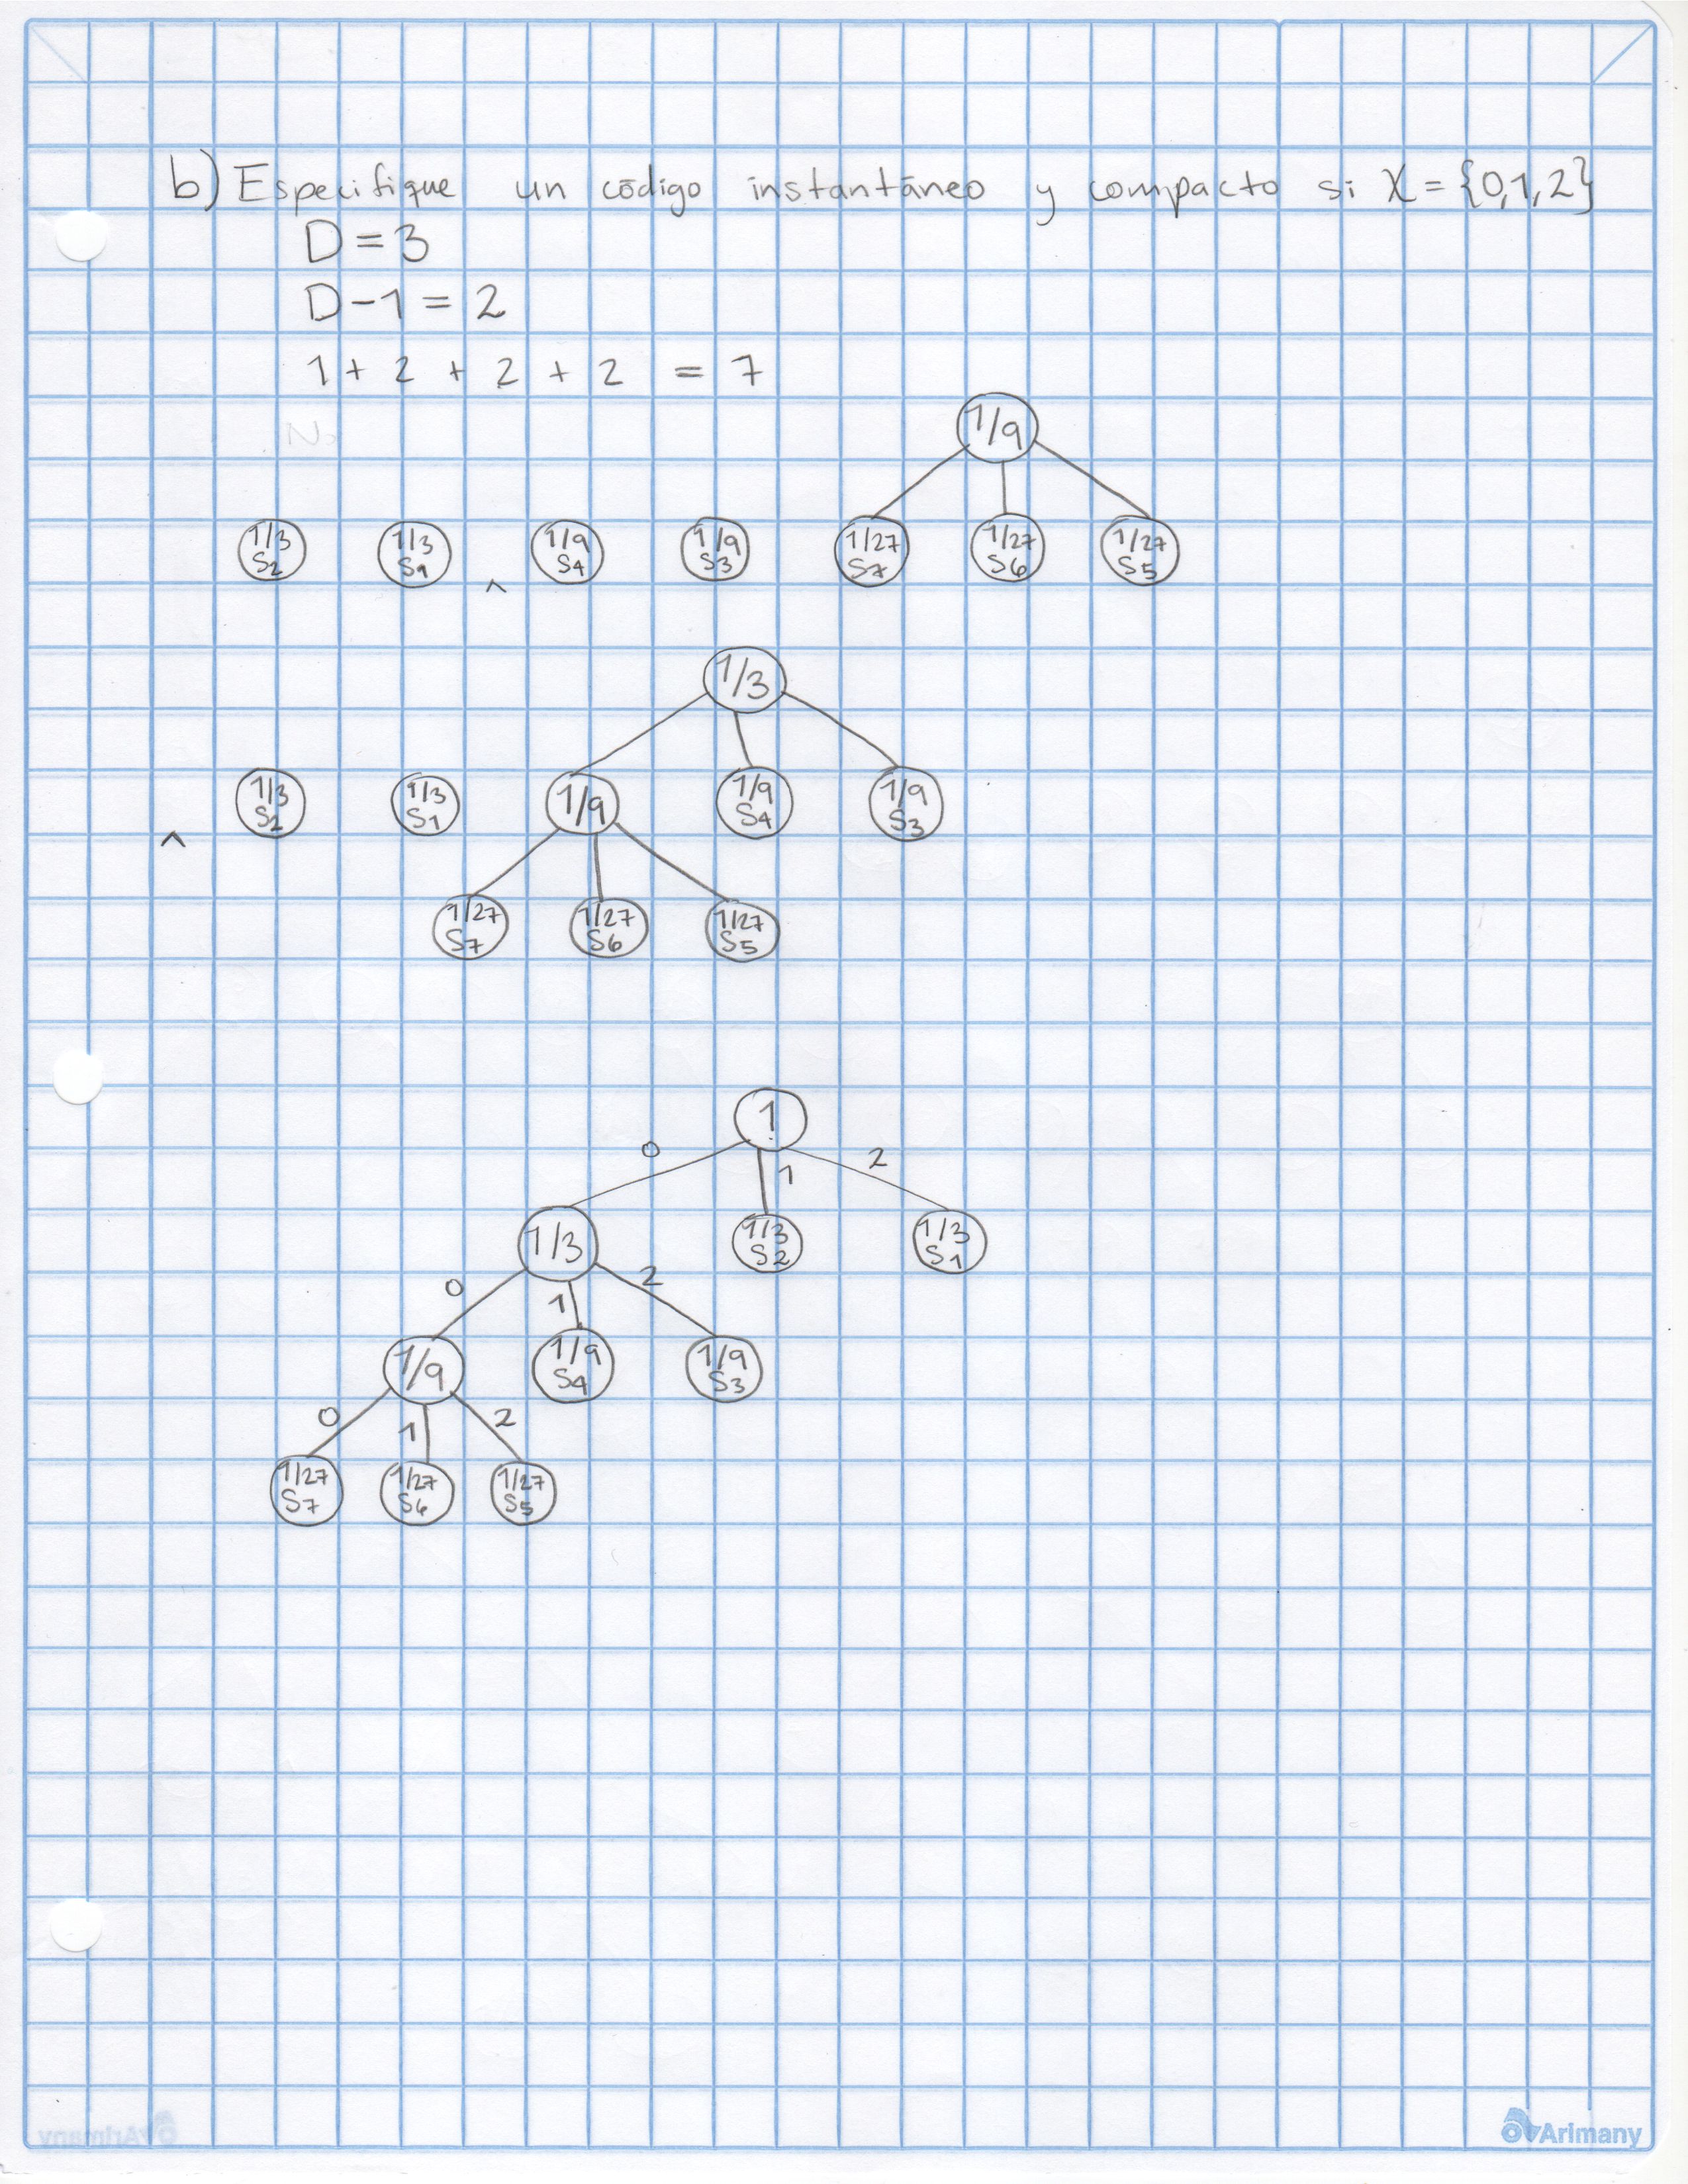 b) Especifique un código instantáneo y compacto si X = {0,1,2}
D = 3
D - 1 = 2
1 + 2 + 2 + 2 = 7
1/9
1/3 S2 1/3 S1 1/9 S4 1/9 S3 1/27 S7 1/27 S6 1/27 S5
^
1/3
1/3 S2 1/3 S1 1/9 1/9 S4 1/9 S3
^
1/27 S7 1/27 S6 1/27 S5
1
0 1 2
1/3 1/3 S2 1/3 S1
0 1 2
1/9 1/9 S4 1/9 S3
0 1 2
1/27 S7 1/27 S6 1/27 S5
Arimany